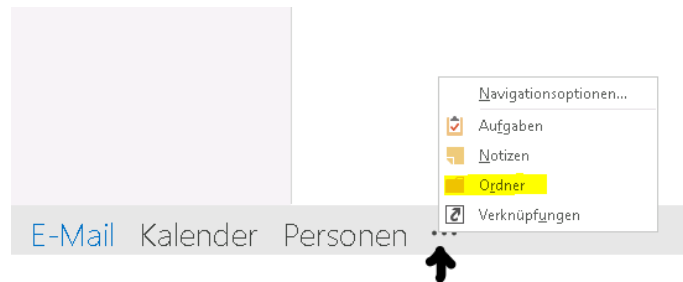 Navigationsoptionen...
Aufgaben
Notizen
Ordner
Verknüpfungen
E-Mail Kalender Personen ...